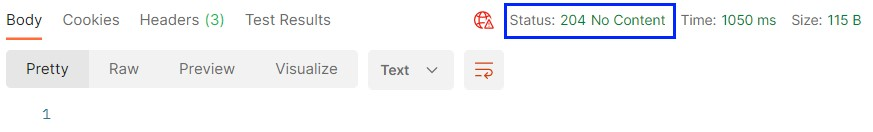 Body Cookies Headers (3) Test Results Status: 204 No Content Time: 1050 ms Size: 115 B
Pretty Raw Preview Visualize Text
1